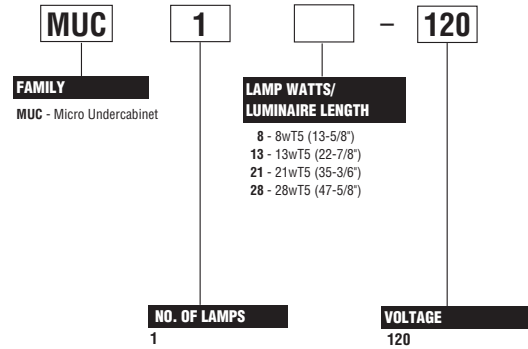 MUC 1 – 120
FAMILY
MUC - Micro Undercabinet
LAMP WATTS/
LUMINAIRE LENGTH
8 - 8wT5 (13-5/8")
13 - 13wT5 (22-7/8")
21 - 21wT5 (35-3/6")
28 - 28wT5 (47-5/8")
NO. OF LAMPS
1
VOLTAGE
120